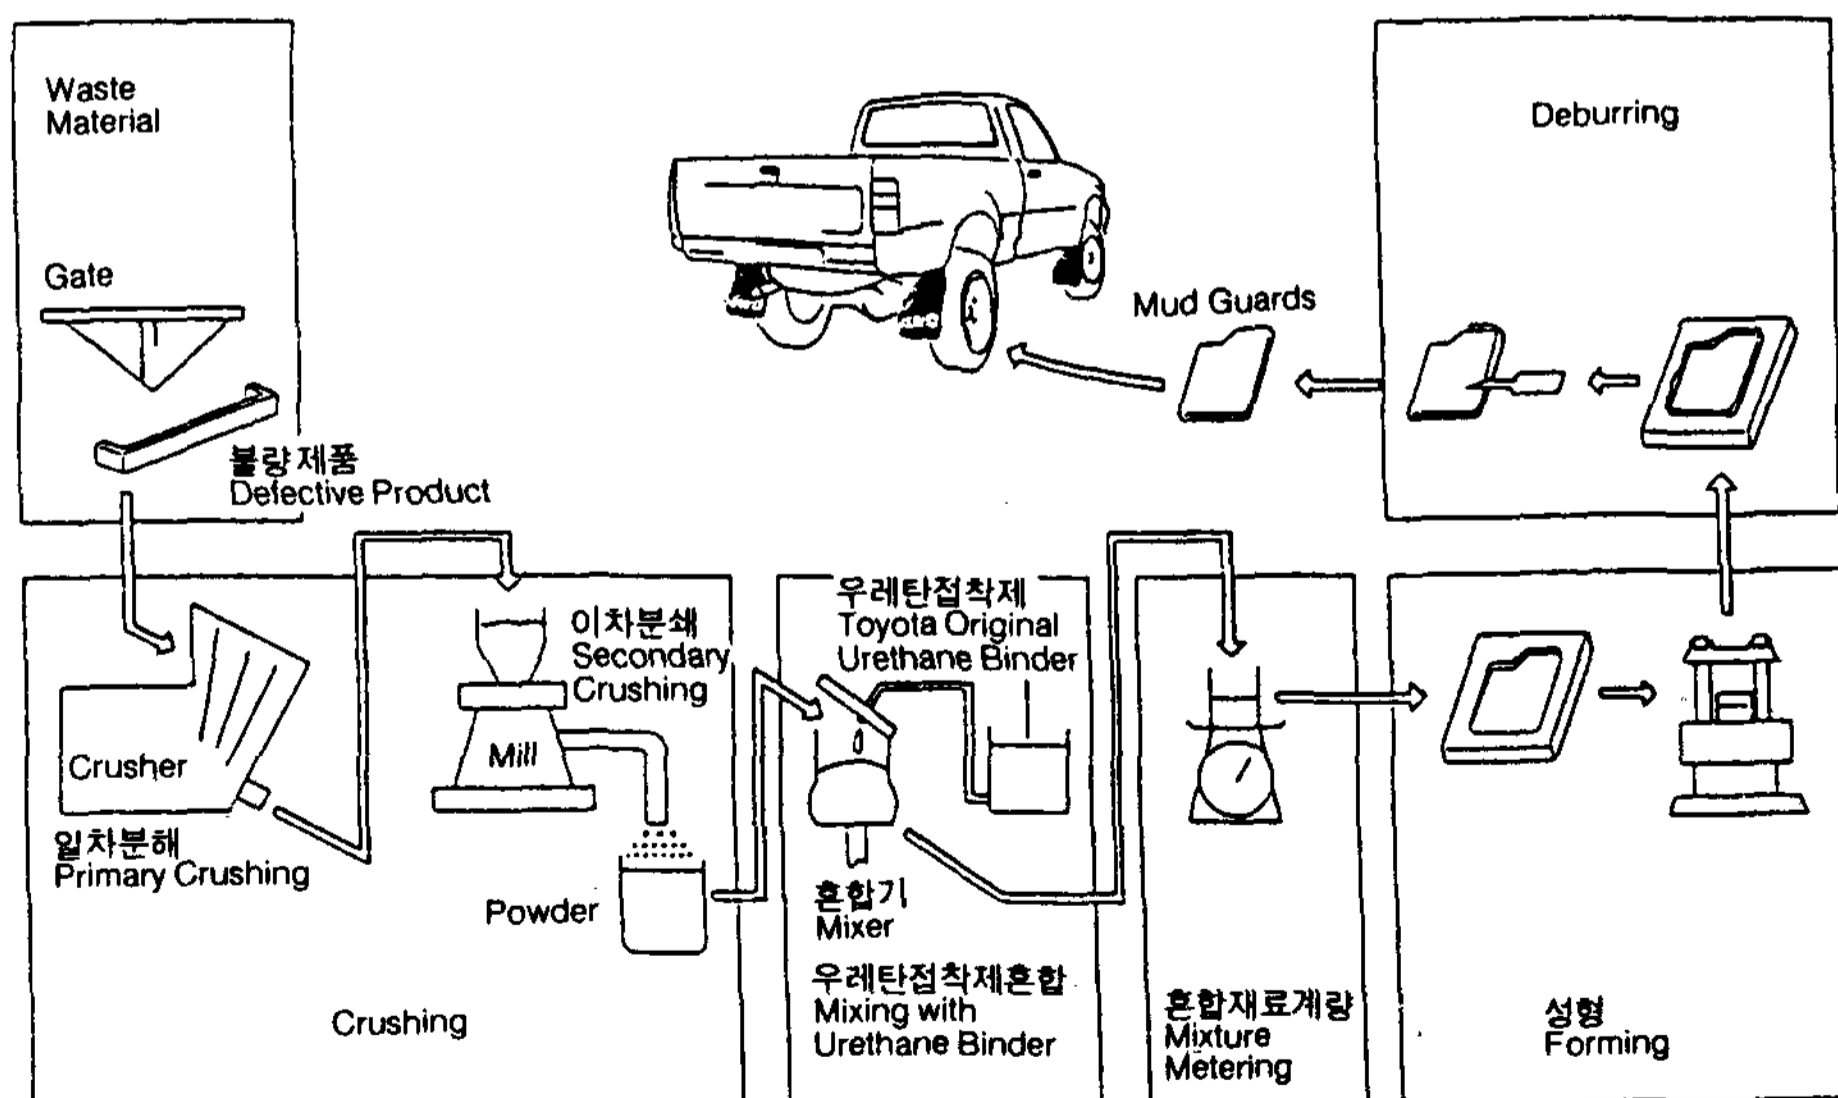 Waste
Material
Gate
불량제품
Defective Product
Crusher
일차분해
Primary Crushing
이차분쇄
Secondary
Crushing
Mill
Powder
Crushing
우레탄접착제
Toyota Original
Urethane Binder
혼합기
Mixer
우레탄접착제혼합
Mixing with
Urethane Binder
혼합재료계량
Mixture
Metering
성형
Forming
Deburring
Mud Guards